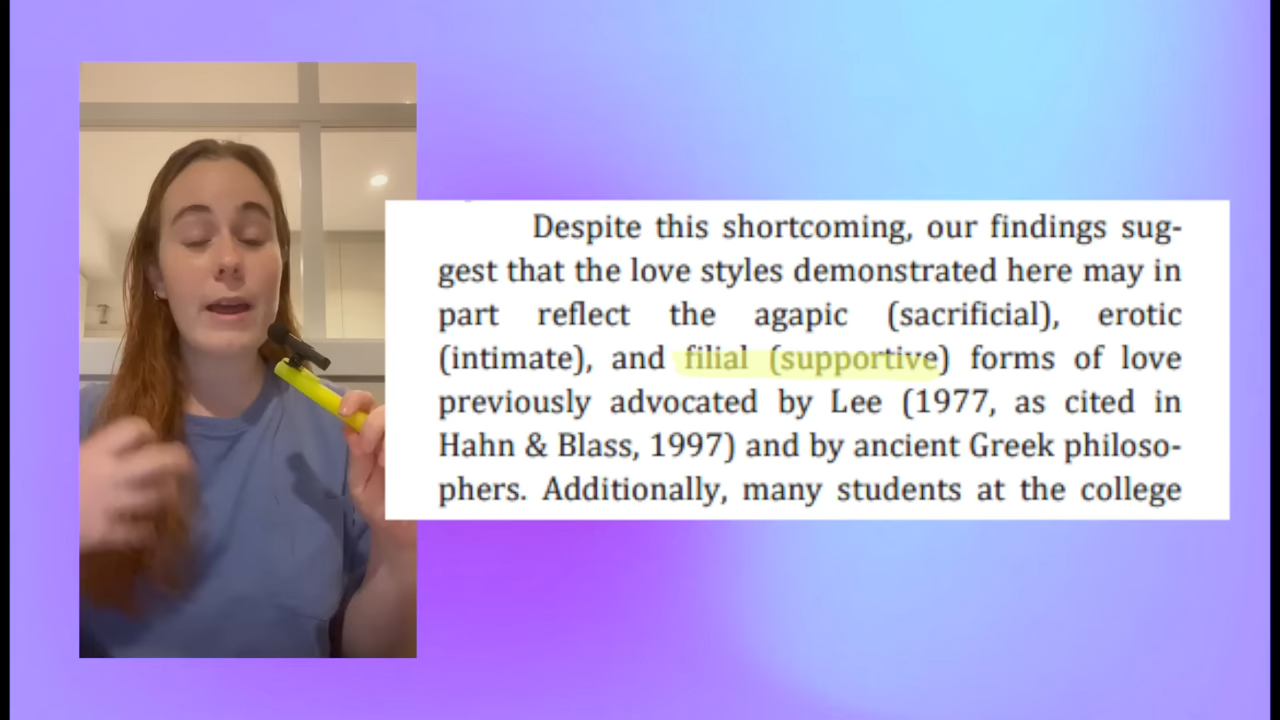 Despite this shortcoming, our findings sug-
gest that the love styles demonstrated here may in
part reflect the agapic (sacrificial), erotic
(intimate), and filial (supportive) forms of love
previously advocated by Lee (1977, as cited in
Hahn & Blass, 1997) and by ancient Greek philoso-
phers. Additionally, many students at the college